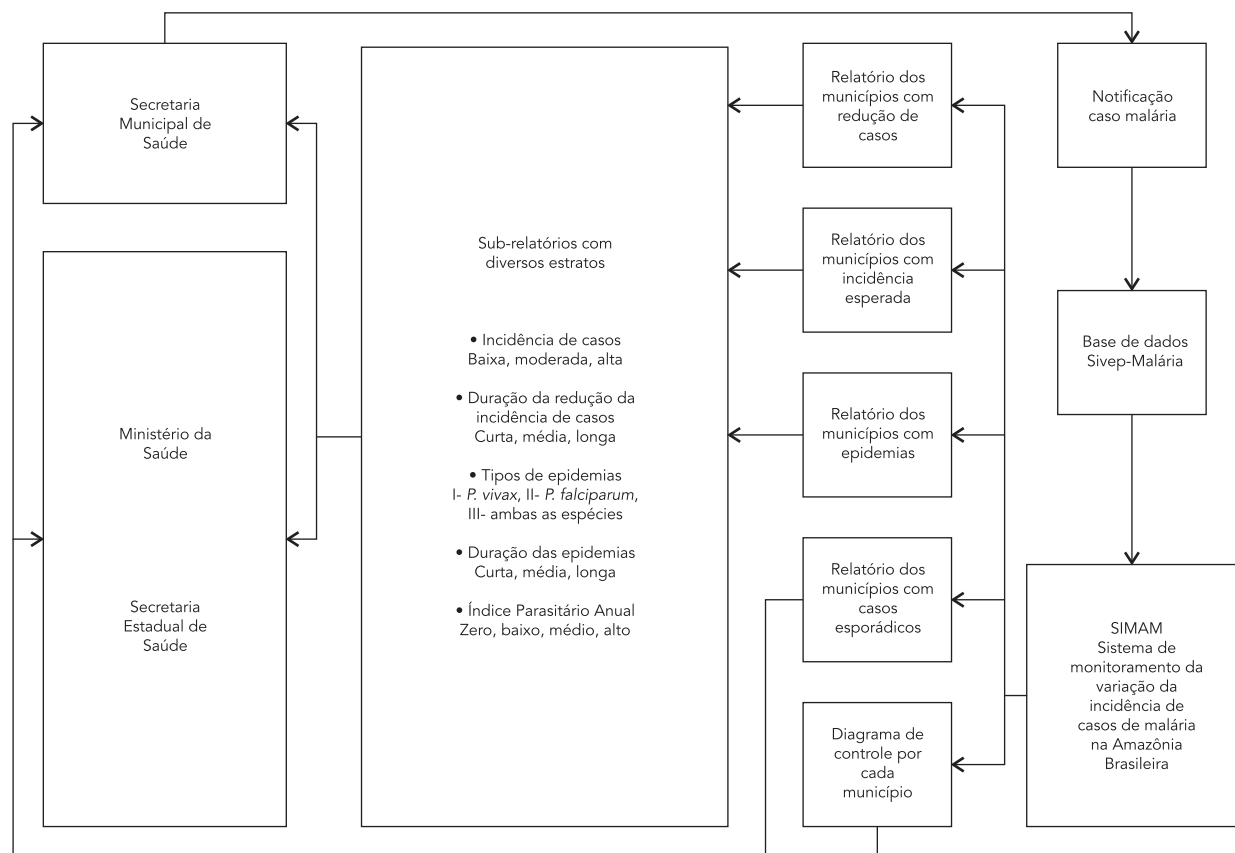 Secretaria
Municipal de
Saúde
Ministério da
Saúde
Secretaria
Estadual de
Saúde
Sub-relatórios com
diversos estratos
• Incidência de casos
Baixa, moderada, alta
• Duração da redução da
incidência de casos
Curta, média, longa
• Tipos de epidemias
I- P. vivax, II- P. falciparum,
III- ambas as espécies
• Duração das epidemias
Curta, média, longa
• Índice Parasitário Anual
Zero, baixo, médio, alto
Relatório dos
municípios com
redução de
casos
Relatório dos
municípios com
incidência
esperada
Relatório dos
municípios com
epidemias
Relatório dos
municípios com
casos
esporádicos
Diagrama de
controle por
cada
município
Notificação
caso malária
Base de dados
Sivep-Malária
SIMAM
Sistema de
monitoramento da
variação da
incidência de
casos de malária
na Amazônia
Brasileira